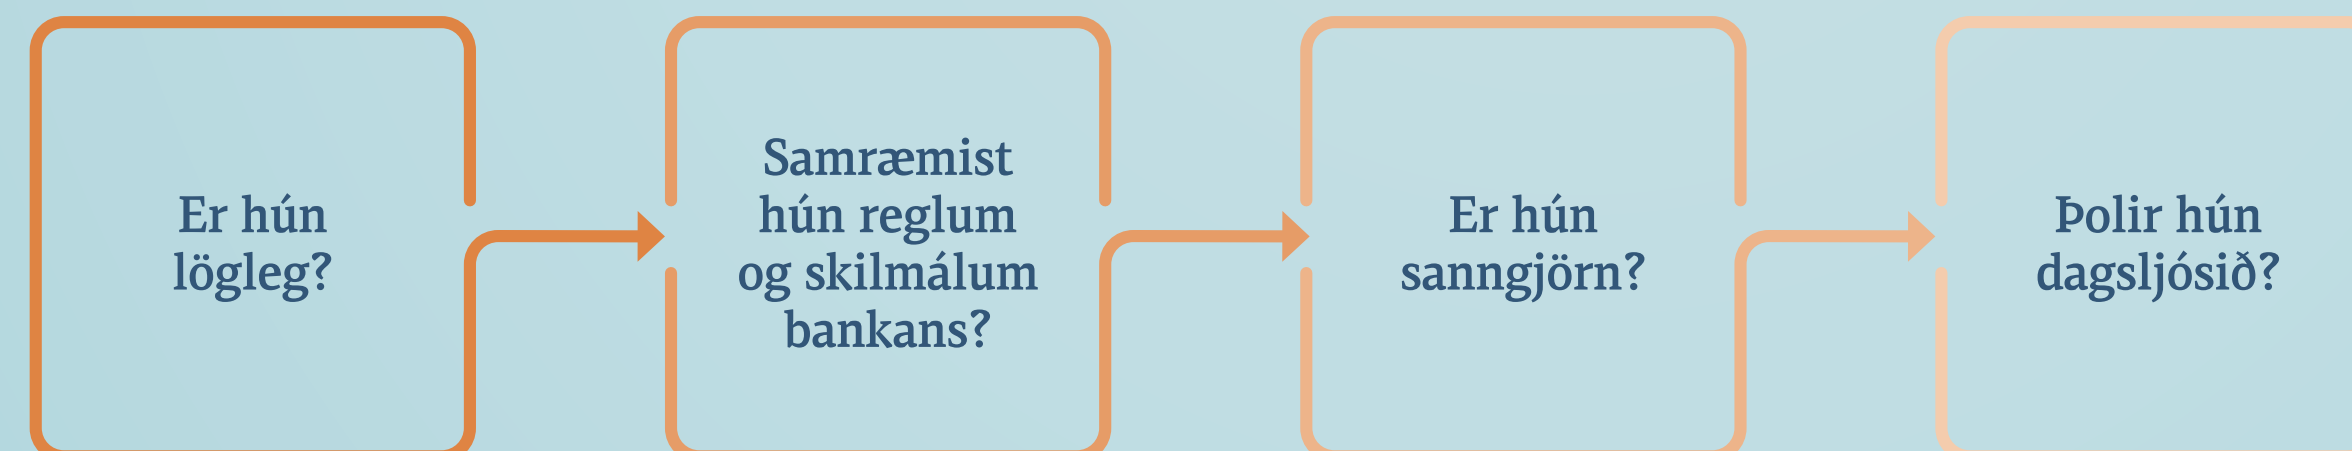 Er hún
lögleg?
Samræmist
hún reglum
og skilmálum
bankans?
Er hún
sanngjörn?
Þolir hún
dagsljósið?